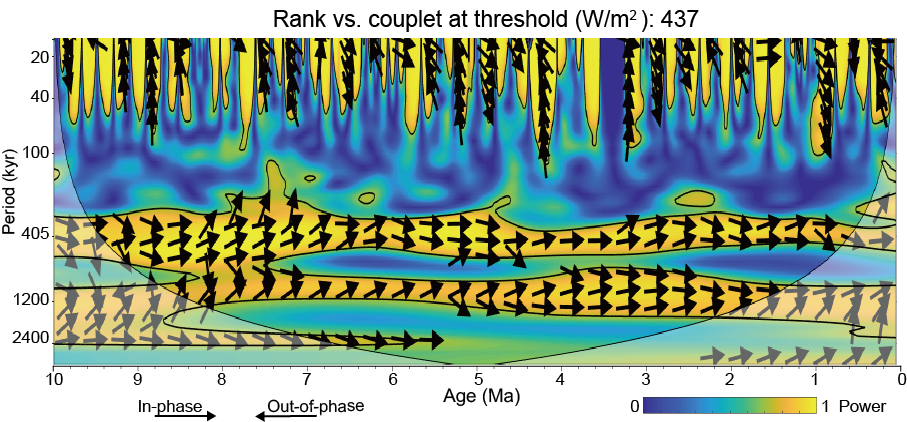 Rank vs. couplet at threshold (W/m²): 437
Period (kyr)
20
40
100
405
1200
2400
10 9 8 7 6 5 4 3 2 1 0
Age (Ma)
In-phase Out-of-phase
0 1 Power